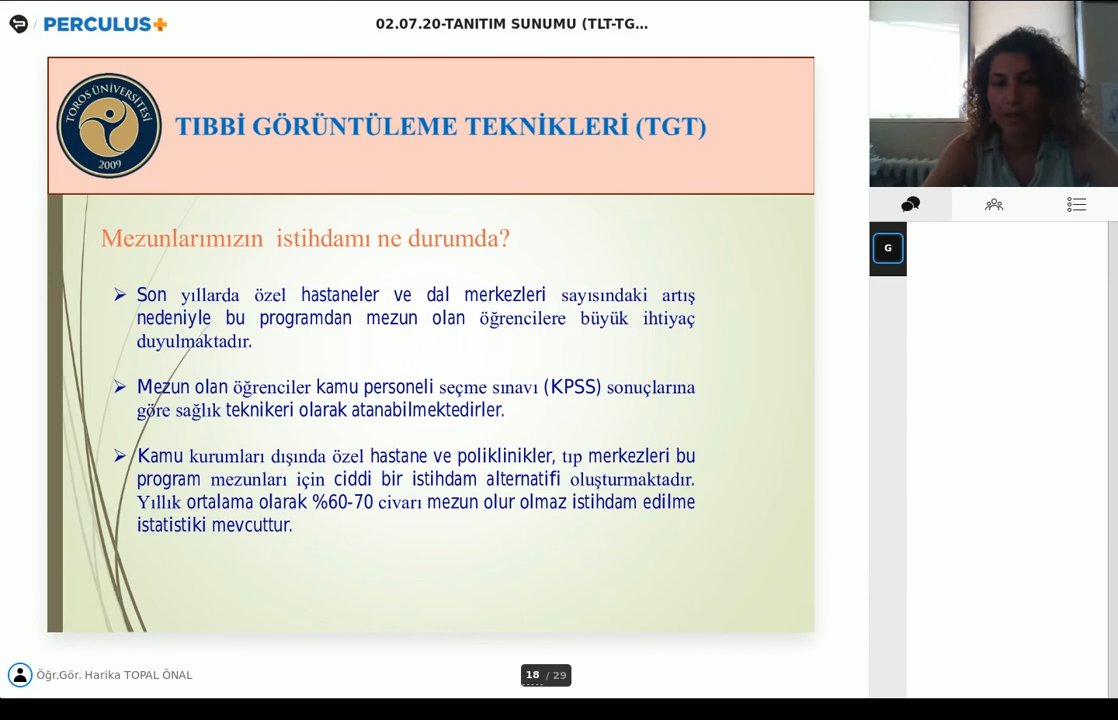 PERCULUS+
02.07.20-TANITIM SUNUMU (TLT-TG...
TOROS ÜNİVERSİTESİ
2009
TIBBİ GÖRÜNTÜLEME TEKNİKLERİ (TGT)
Mezunlarımızın istihdamı ne durumda?
Son yıllarda özel hastaneler ve dal merkezleri sayısındaki artış
nedeniyle bu programdan mezun olan öğrencilere büyük ihtiyaç
duyulmaktadır.
Mezun olan öğrenciler kamu personeli seçme sınavı (KPSS) sonuçlarına
göre sağlık teknikeri olarak atanabilmektedirler.
Kamu kurumları dışında özel hastane ve poliklinikler, tıp merkezleri bu
program mezunları için ciddi bir istihdam alternatifi oluşturmaktadır.
Yıllık ortalama olarak %60-70 civarı mezun olur olmaz istihdam edilme
istatistiki mevcuttur.
G
Öğr.Gör. Harika TOPAL ÖNAL
18 / 29